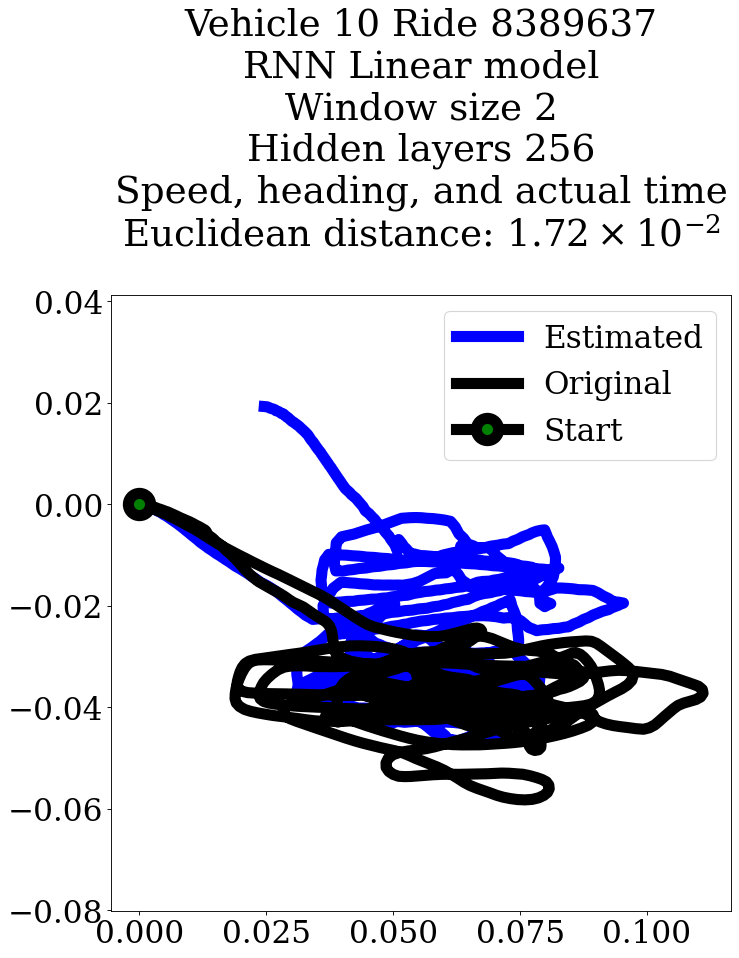 Vehicle 10 Ride 8389637
RNN Linear model
Window size 2
Hidden layers 256
Speed, heading, and actual time
Euclidean distance: 1.72 × 10⁻²
0.04
0.02
0.00
−0.02
−0.04
−0.06
−0.08
Estimated
Original
Start
0.000 0.025 0.050 0.075 0.100